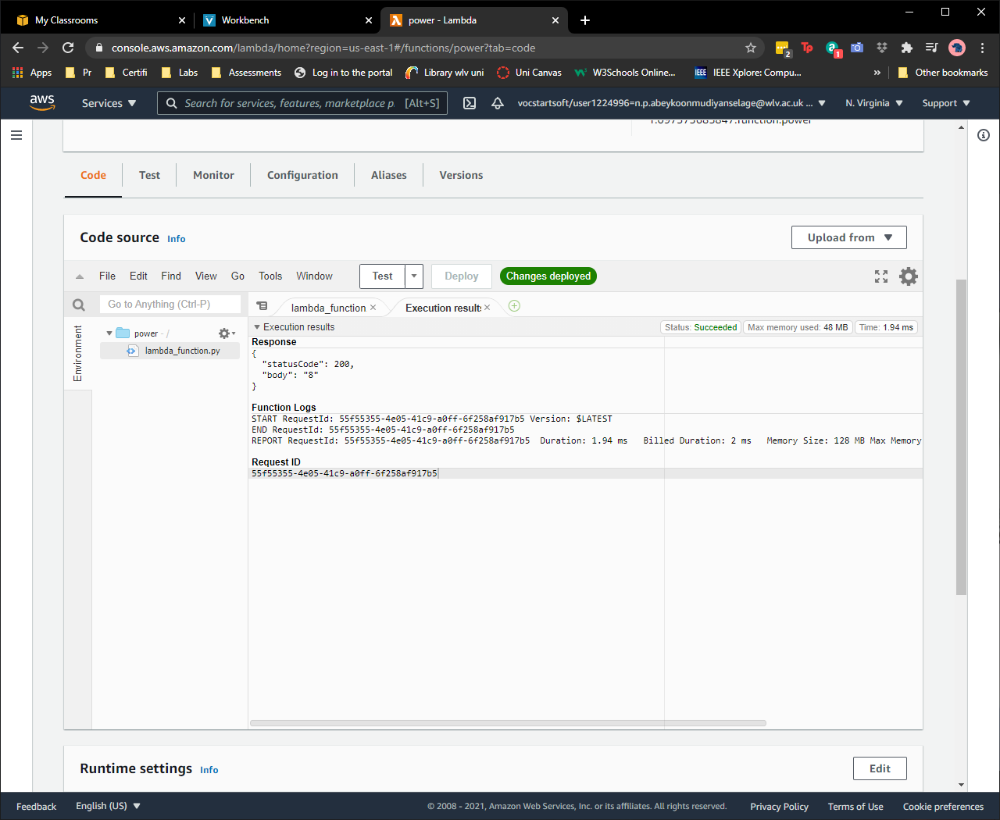 My Classrooms
Workbench
power - Lambda
console.aws.amazon.com/lambda/home?region=us-east-1#/functions/power?tab=code
2
Tp
1
Apps
Pr
Certifi
Labs
Assessments
Log in to the portal
Library wlv uni
Uni Canvas
W3Schools Online...
IEEE
IEEE Xplore: Compu...
»
Other bookmarks
aws
Services
Search for services, features, marketplace p
[Alt+S]
vocstartsoft/user1224996=n.p.abeykoonmudiyanselage@wlv.ac.uk ...
N. Virginia
Support
Code
Test
Monitor
Configuration
Aliases
Versions
Code source
Info
Upload from
File
Edit
Find
View
Go
Tools
Window
Test
Deploy
Changes deployed
Go to Anything (Ctrl-P)
lambda_function
Execution results
Environment
power - /
lambda_function.py
Execution results
Status: Succeeded
Max memory used: 48 MB
Time: 1.94 ms
Response
{
"statusCode": 200,
"body": "8"
}
Function Logs
START RequestId: 55f55355-4e05-41c9-a0ff-6f258af917b5 Version: $LATEST
END RequestId: 55f55355-4e05-41c9-a0ff-6f258af917b5
REPORT RequestId: 55f55355-4e05-41c9-a0ff-6f258af917b5 Duration: 1.94 ms Billed Duration: 2 ms Memory Size: 128 MB Max Memory
Request ID
55f55355-4e05-41c9-a0ff-6f258af917b5
Runtime settings
Info
Edit
Feedback
English (US)
© 2008 - 2021, Amazon Web Services, Inc. or its affiliates. All rights reserved.
Privacy Policy
Terms of Use
Cookie preferences